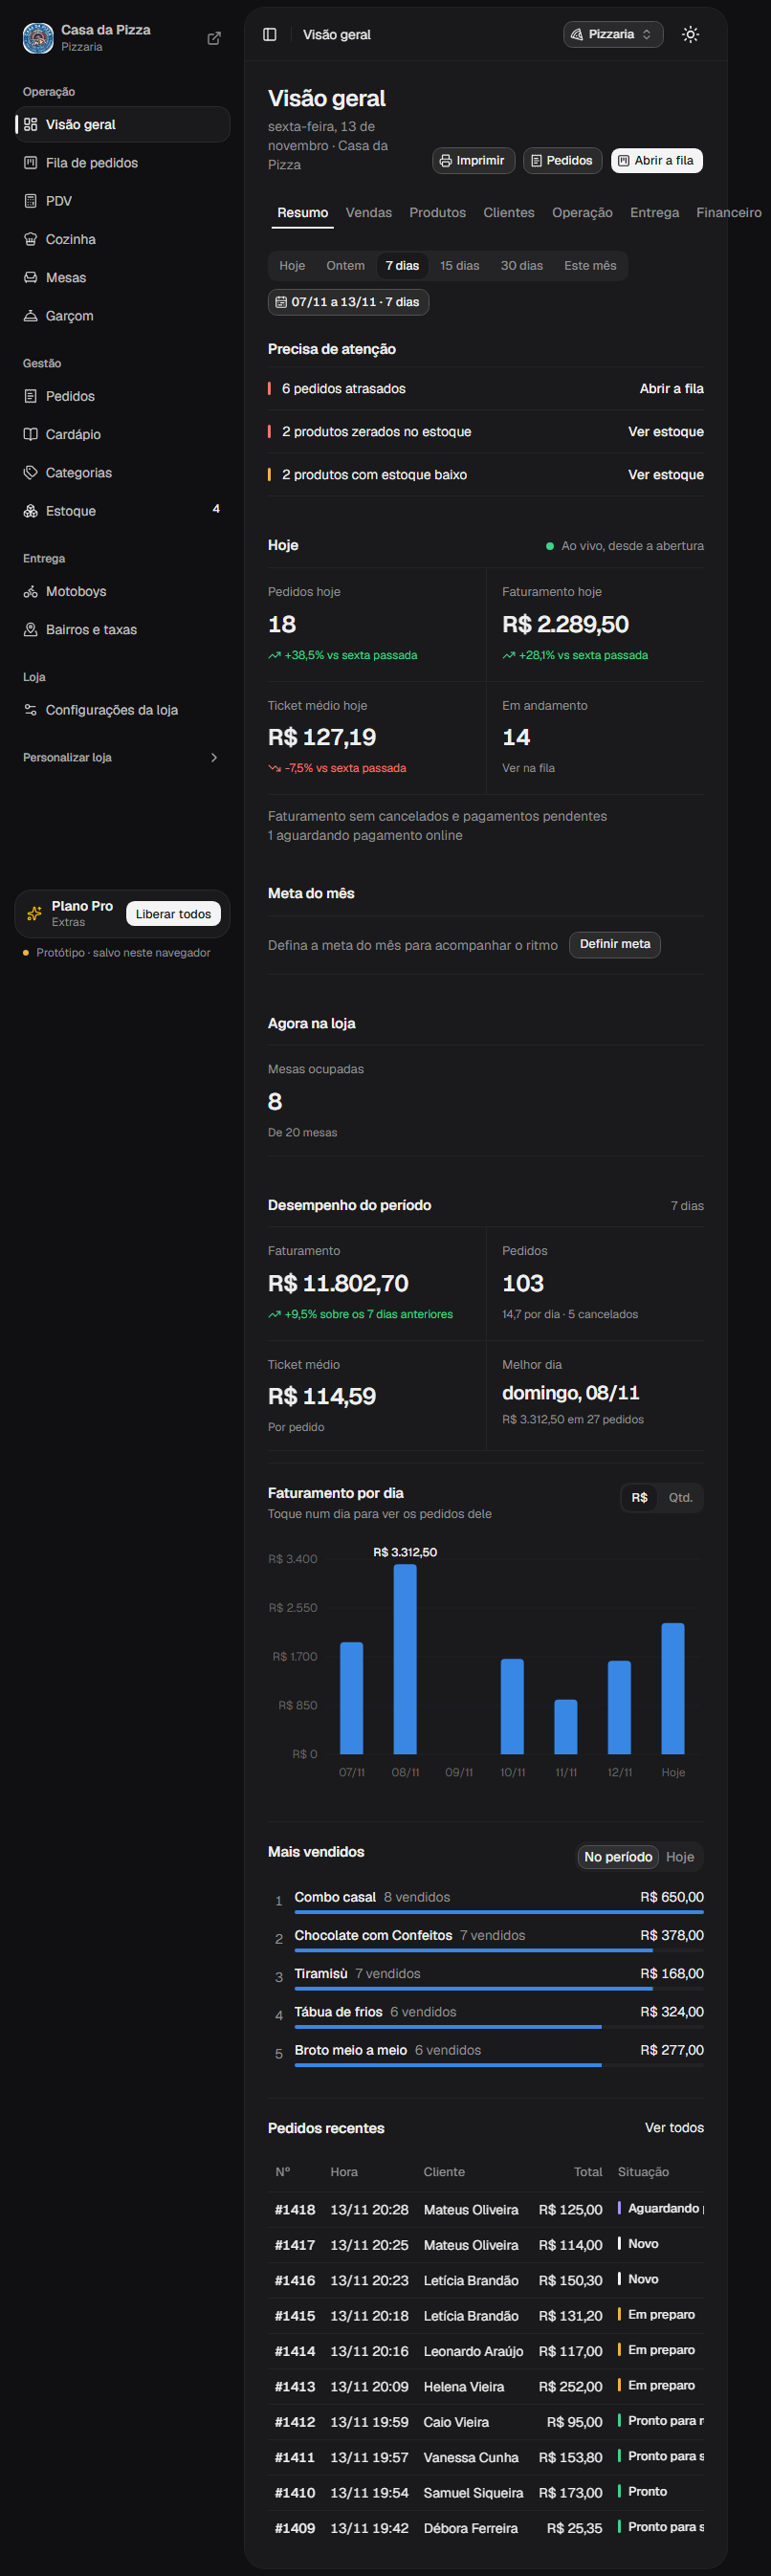 Casa da Pizza
Pizzaria
Operação
Visão geral
Fila de pedidos
PDV
Cozinha
Mesas
Garçom
Gestão
Pedidos
Cardápio
Categorias
Estoque 4
Entrega
Motoboys
Bairros e taxas
Loja
Configurações da loja
Personalizar loja
Plano Pro
Extras
Liberar todos
Protótipo · salvo neste navegador
Visão geral
Pizzaria
Visão geral
sexta-feira, 13 de
novembro · Casa da
Pizza
Imprimir Pedidos Abrir a fila
Resumo Vendas Produtos Clientes Operação Entrega Financeiro
Hoje Ontem 7 dias 15 dias 30 dias Este mês
07/11 a 13/11 · 7 dias
Precisa de atenção
6 pedidos atrasados Abrir a fila
2 produtos zerados no estoque Ver estoque
2 produtos com estoque baixo Ver estoque
Hoje Ao vivo, desde a abertura
Pedidos hoje
18
+38,5% vs sexta passada
Faturamento hoje
R$ 2.289,50
+28,1% vs sexta passada
Ticket médio hoje
R$ 127,19
-7,5% vs sexta passada
Em andamento
14
Ver na fila
Faturamento sem cancelados e pagamentos pendentes
1 aguardando pagamento online
Meta do mês
Defina a meta do mês para acompanhar o ritmo Definir meta
Agora na loja
Mesas ocupadas
8
De 20 mesas
Desempenho do período 7 dias
Faturamento
R$ 11.802,70
+9,5% sobre os 7 dias anteriores
Pedidos
103
14,7 por dia · 5 cancelados
Ticket médio
R$ 114,59
Por pedido
Melhor dia
domingo, 08/11
R$ 3.312,50 em 27 pedidos
Faturamento por dia
Toque num dia para ver os pedidos dele
R$ Qtd.
R$ 3.312,50
R$ 3.400
R$ 2.550
R$ 1.700
R$ 850
R$ 0
07/11 08/11 09/11 10/11 11/11 12/11 Hoje
Mais vendidos No período Hoje
1 Combo casal 8 vendidos R$ 650,00
2 Chocolate com Confeitos 7 vendidos R$ 378,00
3 Tiramisù 7 vendidos R$ 168,00
4 Tábua de frios 6 vendidos R$ 324,00
5 Broto meio a meio 6 vendidos R$ 277,00
Pedidos recentes Ver todos
Nº Hora Cliente Total Situação
#1418 13/11 20:28 Mateus Oliveira R$ 125,00 Aguardando
#1417 13/11 20:25 Mateus Oliveira R$ 114,00 Novo
#1416 13/11 20:23 Letícia Brandão R$ 150,30 Novo
#1415 13/11 20:18 Letícia Brandão R$ 131,20 Em preparo
#1414 13/11 20:16 Leonardo Araújo R$ 117,00 Em preparo
#1413 13/11 20:09 Helena Vieira R$ 252,00 Em preparo
#1412 13/11 19:59 Caio Vieira R$ 95,00 Pronto para
#1411 13/11 19:57 Vanessa Cunha R$ 153,80 Pronto para s
#1410 13/11 19:54 Samuel Siqueira R$ 173,00 Pronto
#1409 13/11 19:42 Débora Ferreira R$ 25,35 Pronto para s